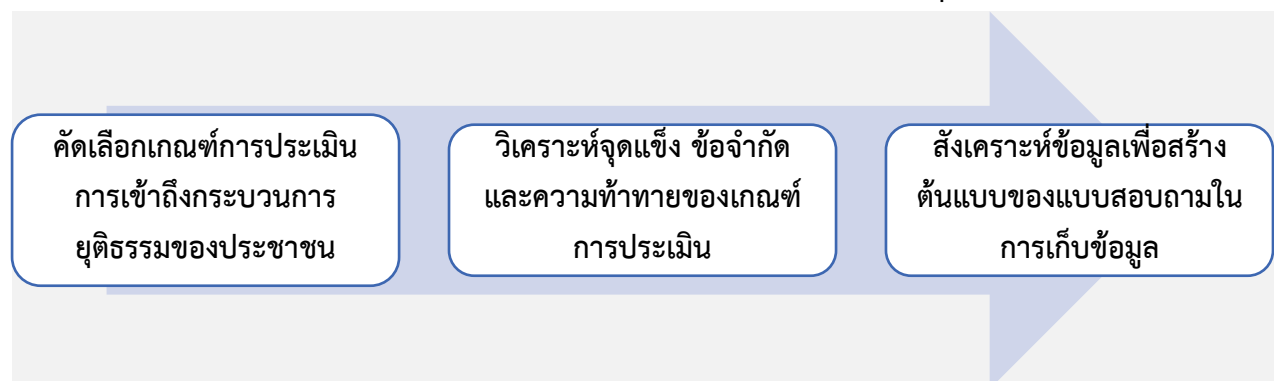 คัดเลือกเกณฑ์การประเมิน
การเข้าถึงกระบวนการ
ยุติธรรมของประชาชน
วิเคราะห์จุดแข็ง ข้อจำกัด
และความท้าทายของเกณฑ์
การประเมิน
สังเคราะห์ข้อมูลเพื่อสร้าง
ต้นแบบของแบบสอบถามใน
การเก็บข้อมูล